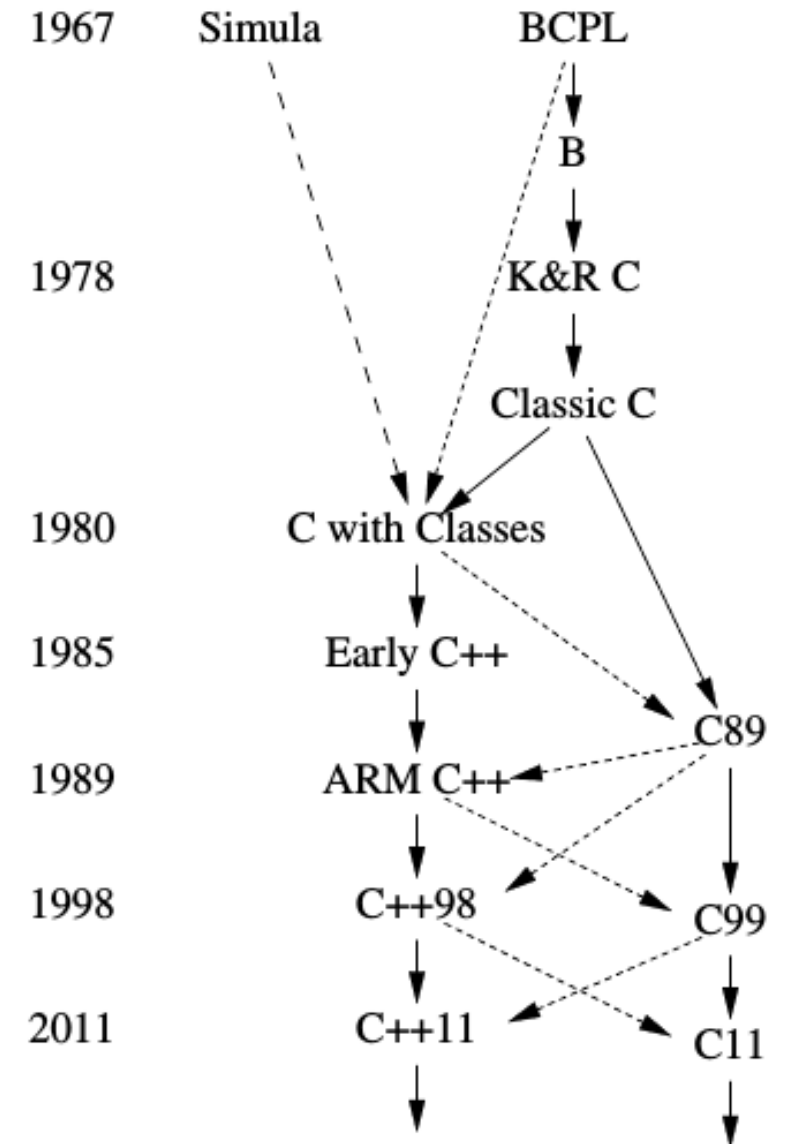 1967 Simula BCPL
B
1978 K&R C
Classic C
1980 C with Classes
1985 Early C++
C89
1989 ARM C++
1998 C++98
C99
2011 C++11
C11